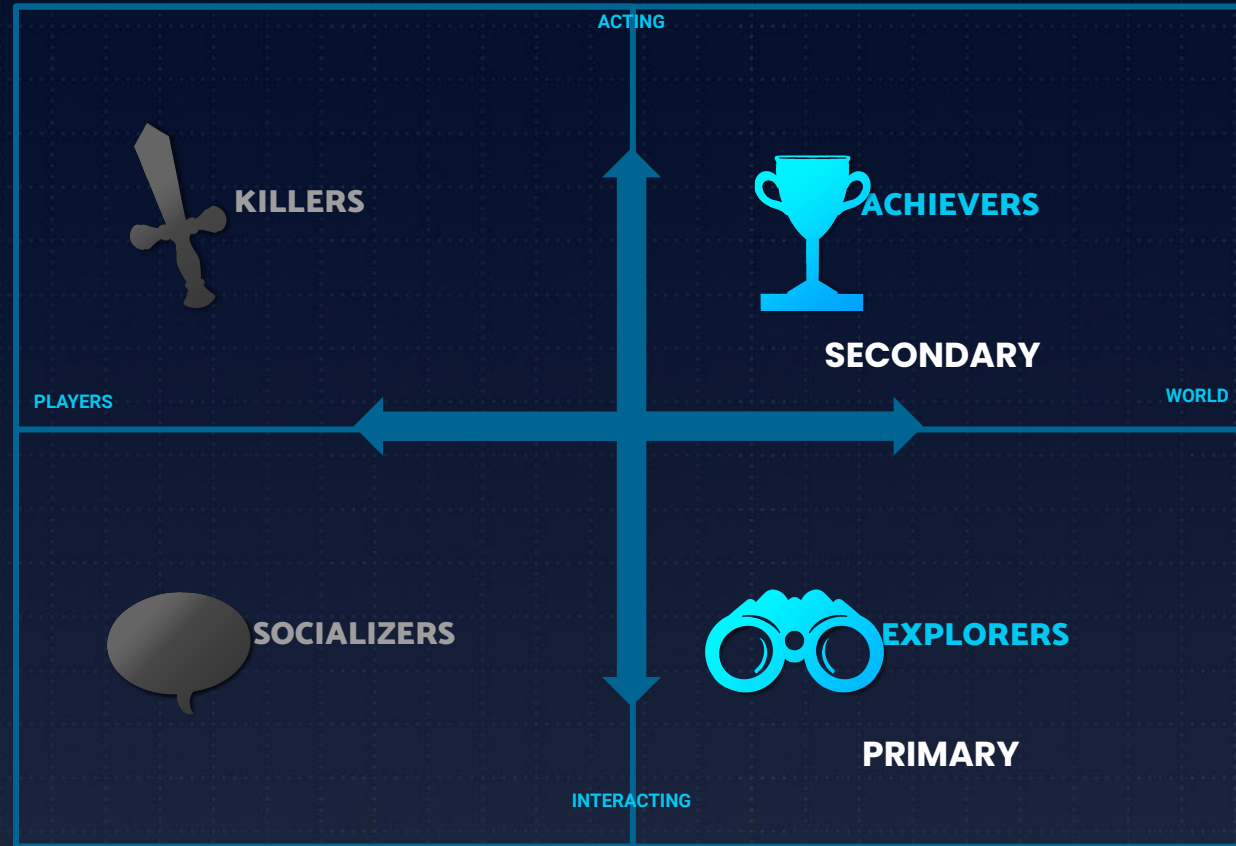 ACTING
KILLERS
ACHIEVERS
SECONDARY
PLAYERS
WORLD
SOCIALIZERS
EXPLORERS
PRIMARY
INTERACTING